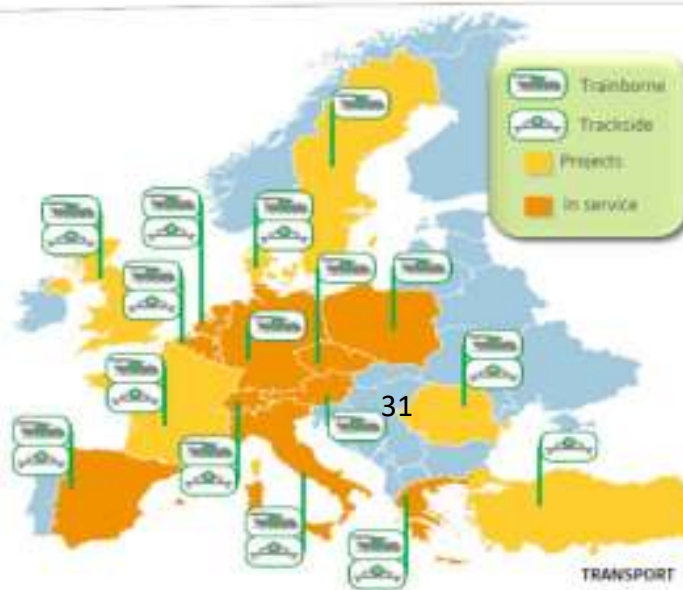 Trainborne
Trackside
Projects
In service
31
TRANSPORT